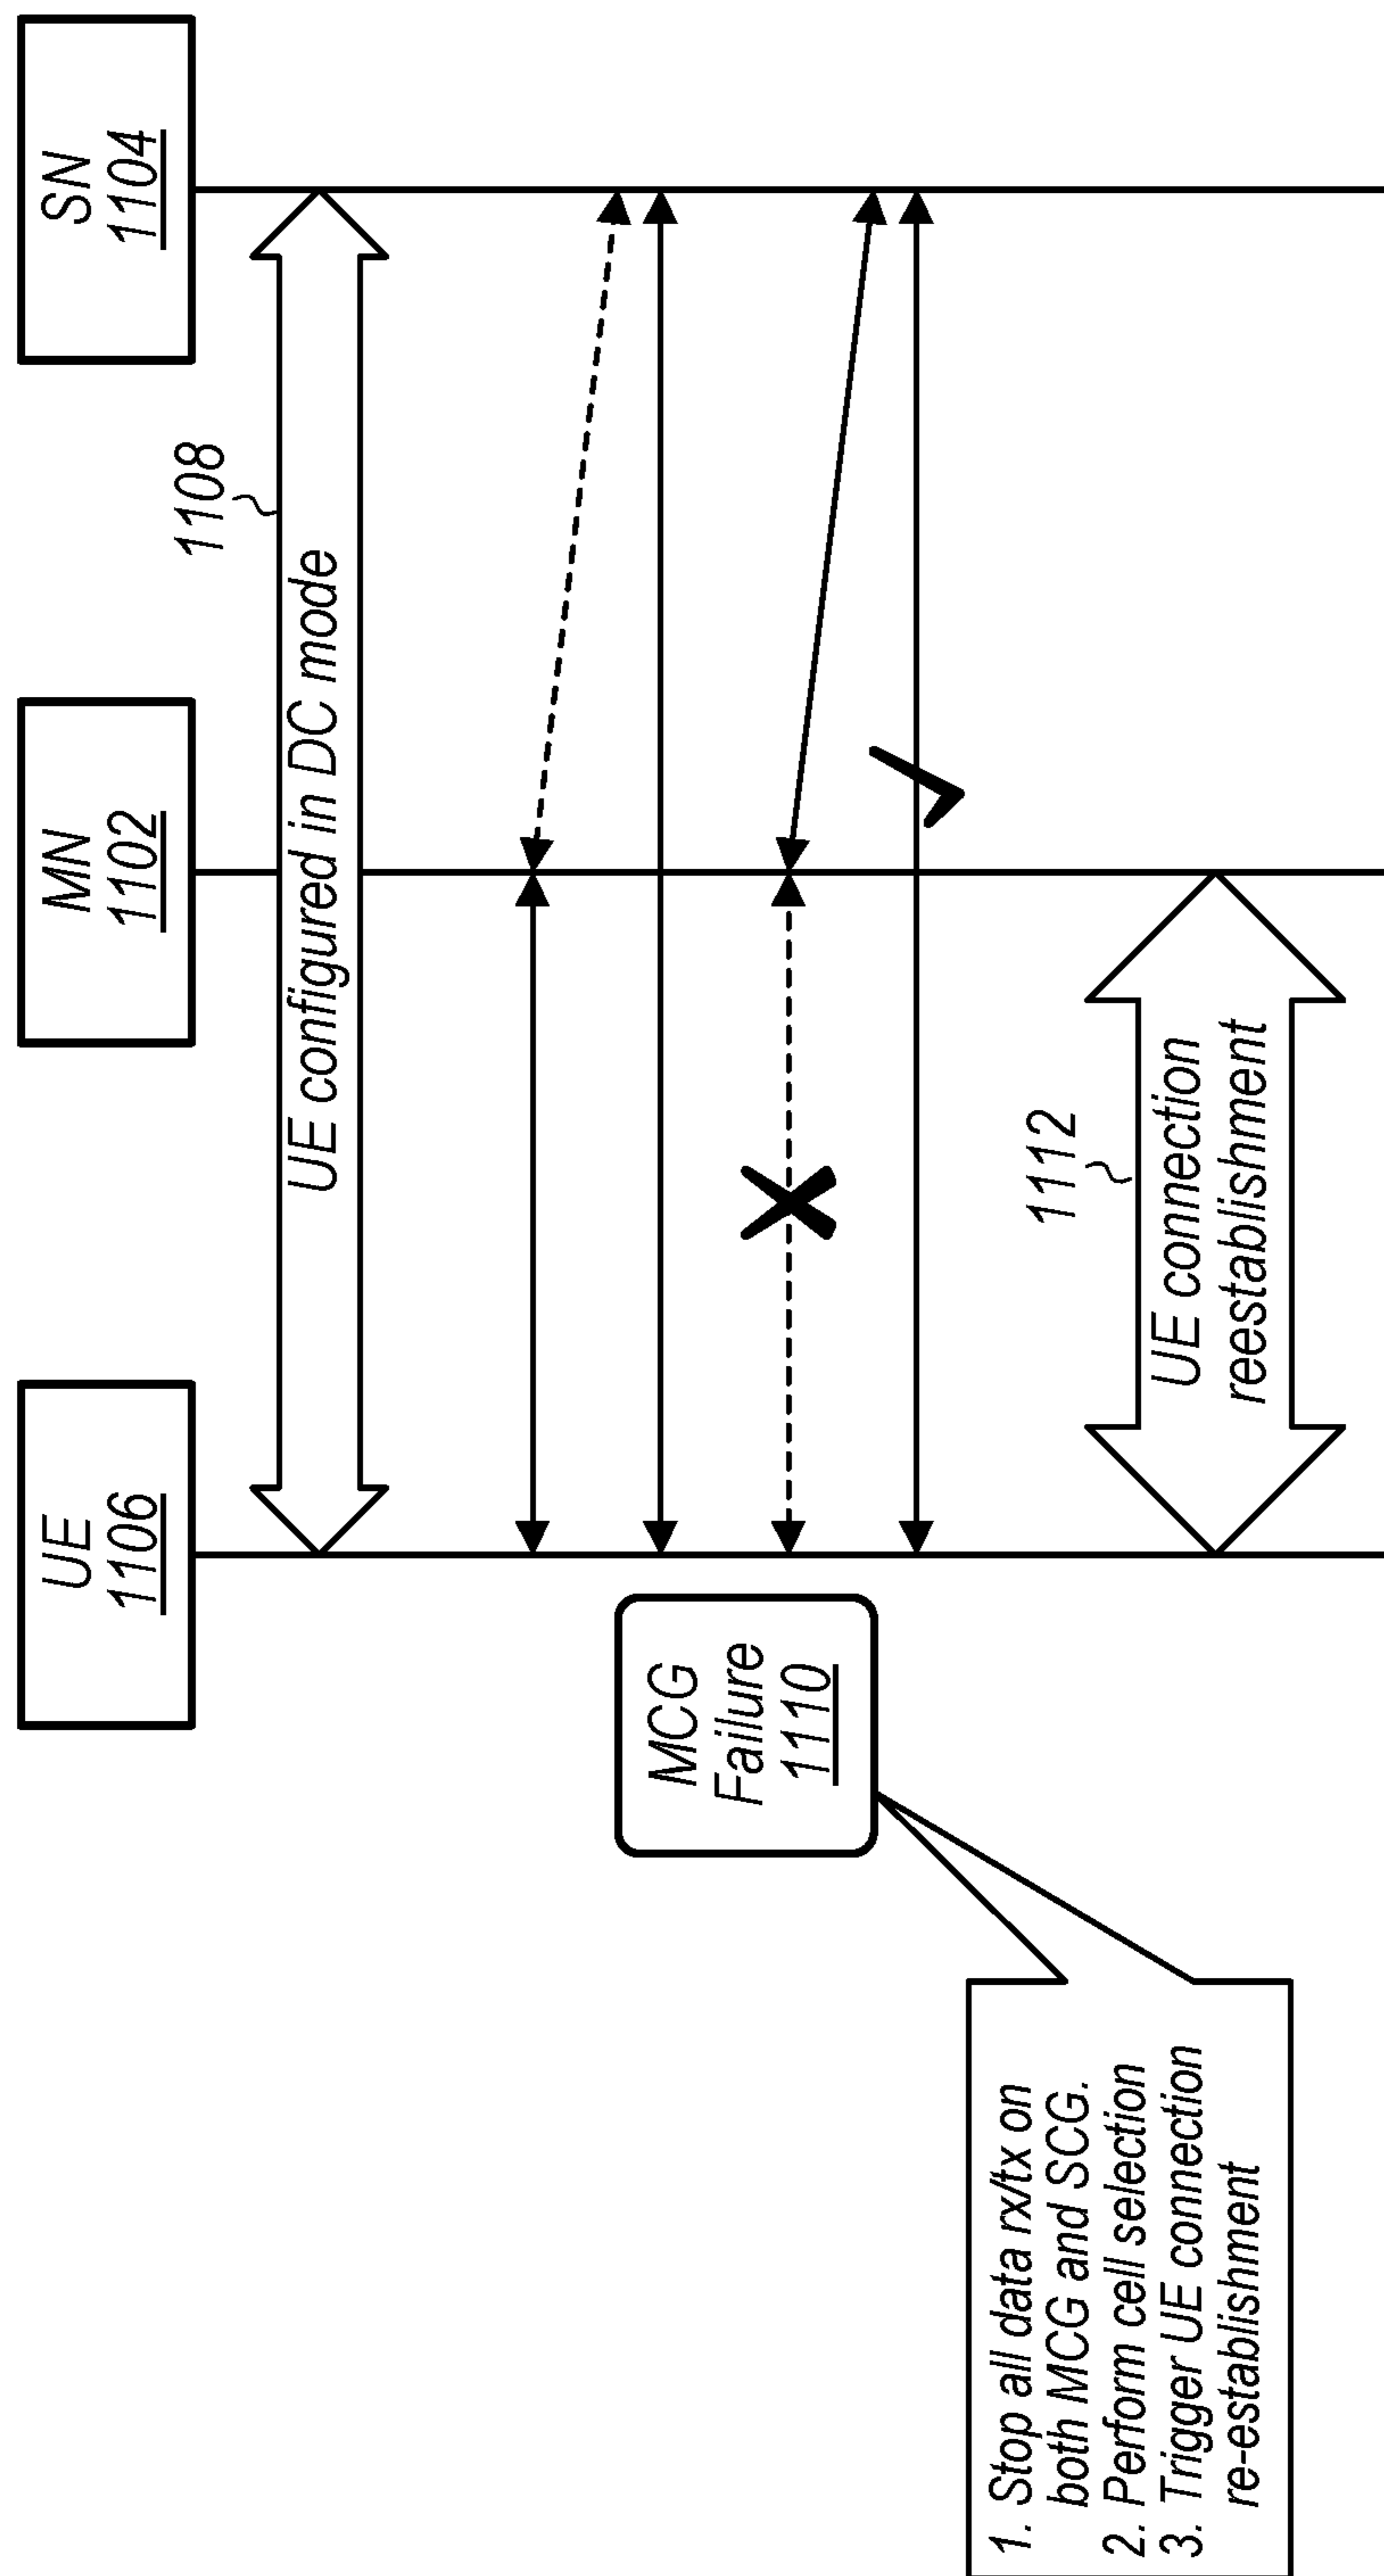 UE
1106
MN
1102
SN
1104
1108
UE configured in DC mode
MCG
Failure
1110
1. Stop all data rx/tx on
both MCG and SCG.
2. Perform cell selection
3. Trigger UE connection
re-establishment
1112
UE connection
reestablishment